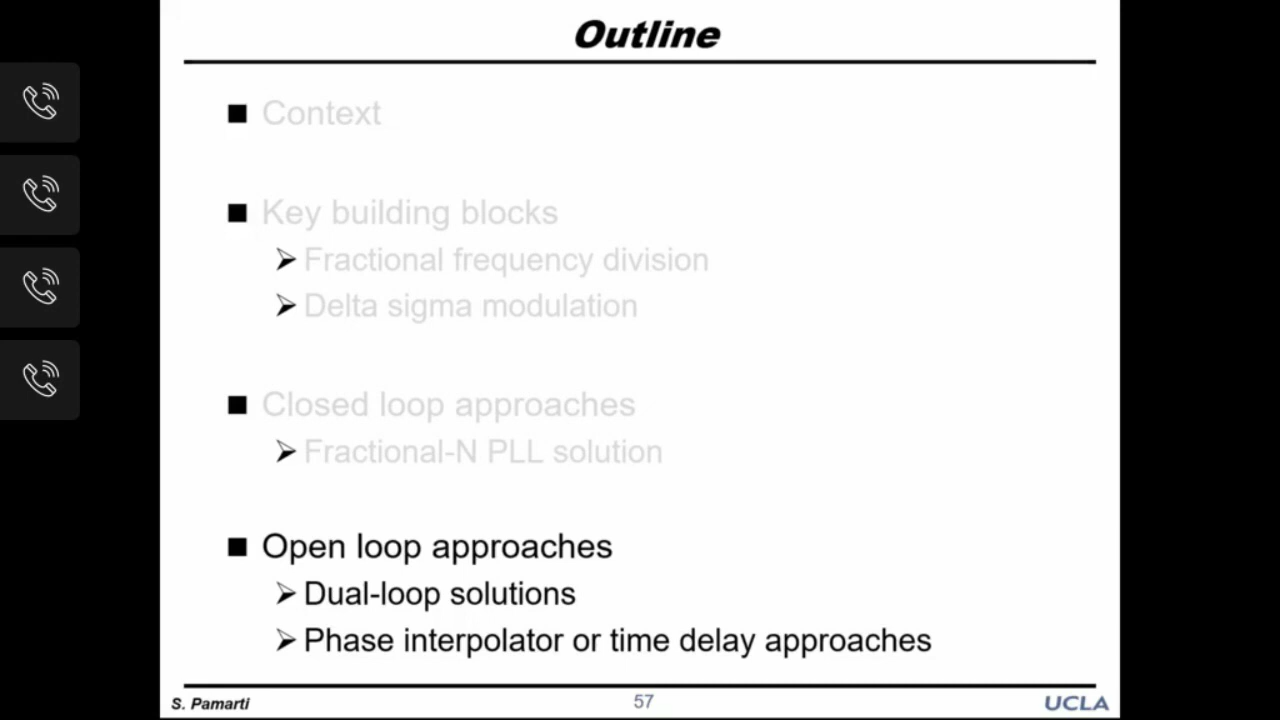 Outline
Context
Key building blocks
Fractional frequency division
Delta sigma modulation
Closed loop approaches
Fractional-N PLL solution
Open loop approaches
Dual-loop solutions
Phase interpolator or time delay approaches
S. Pamarti
57
UCLA